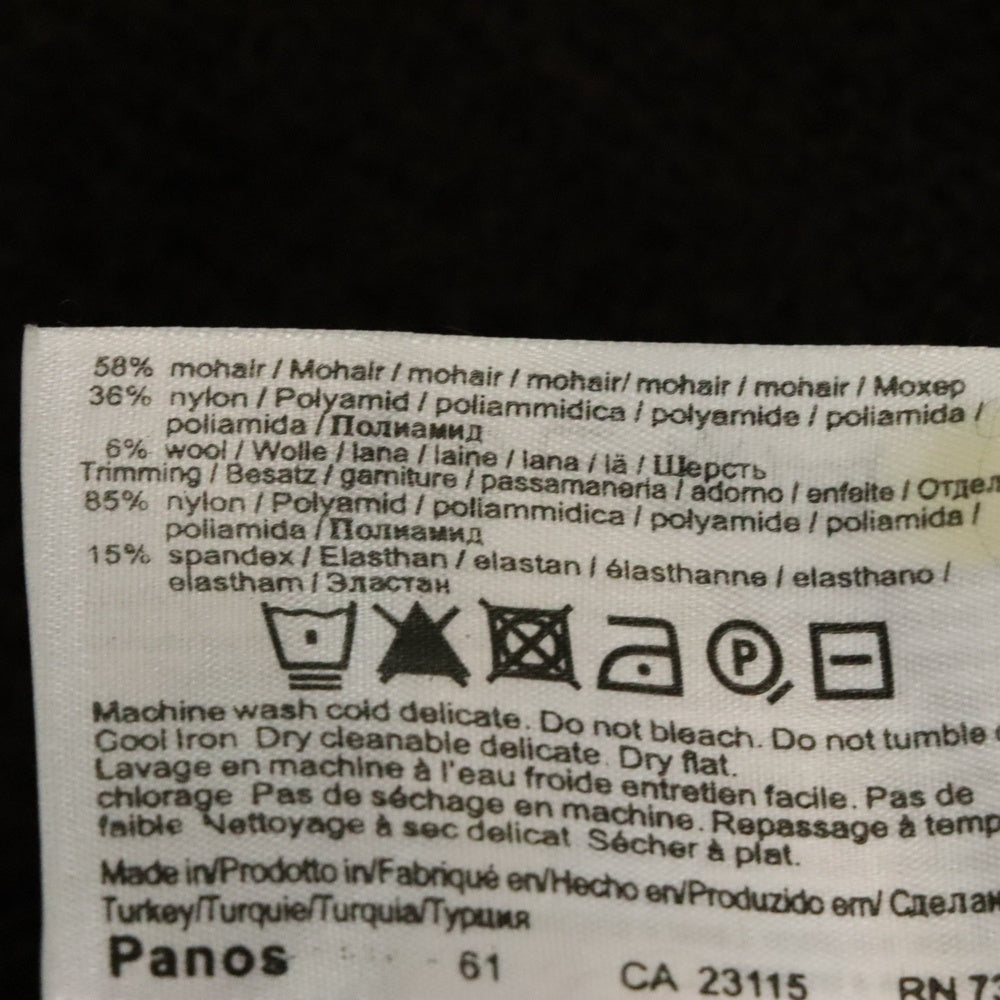 58% mohair / Mohair / mohair / mohair/ mohair / mohair / Мохер
36% nylon / Polyamid / poliammidica / polyamide / poliamida /
poliamida / Полиамид
6% wool / Wolle / lana / laine / lana / lã / Шерсть
Trimming / Besatz / garniture / passamaneria / adorno / enfeite / Отдел
85% nylon / Polyamid / poliammidica / polyamide / poliamida /
poliamida / Полиамид
15% spandex / Elasthan / elastan / élasthanne / elasthano /
elastham / Эластан
P
Machine wash cold delicate. Do not bleach. Do not tumble
Cool Iron Dry cleanable delicate. Dry flat.
Lavage en machine à l'eau froide entretien facile. Pas de
chlorage Pas de séchage en machine. Repassage à temp
faible Nettoyage à sec delicat Sécher à plat.
Made in/Prodotto in/Fabriqué en/Hecho en/Produzido em/ Сделан
Turkey/Turquie/Turquia/Турция
Panos 61 CA 23115 RN 73